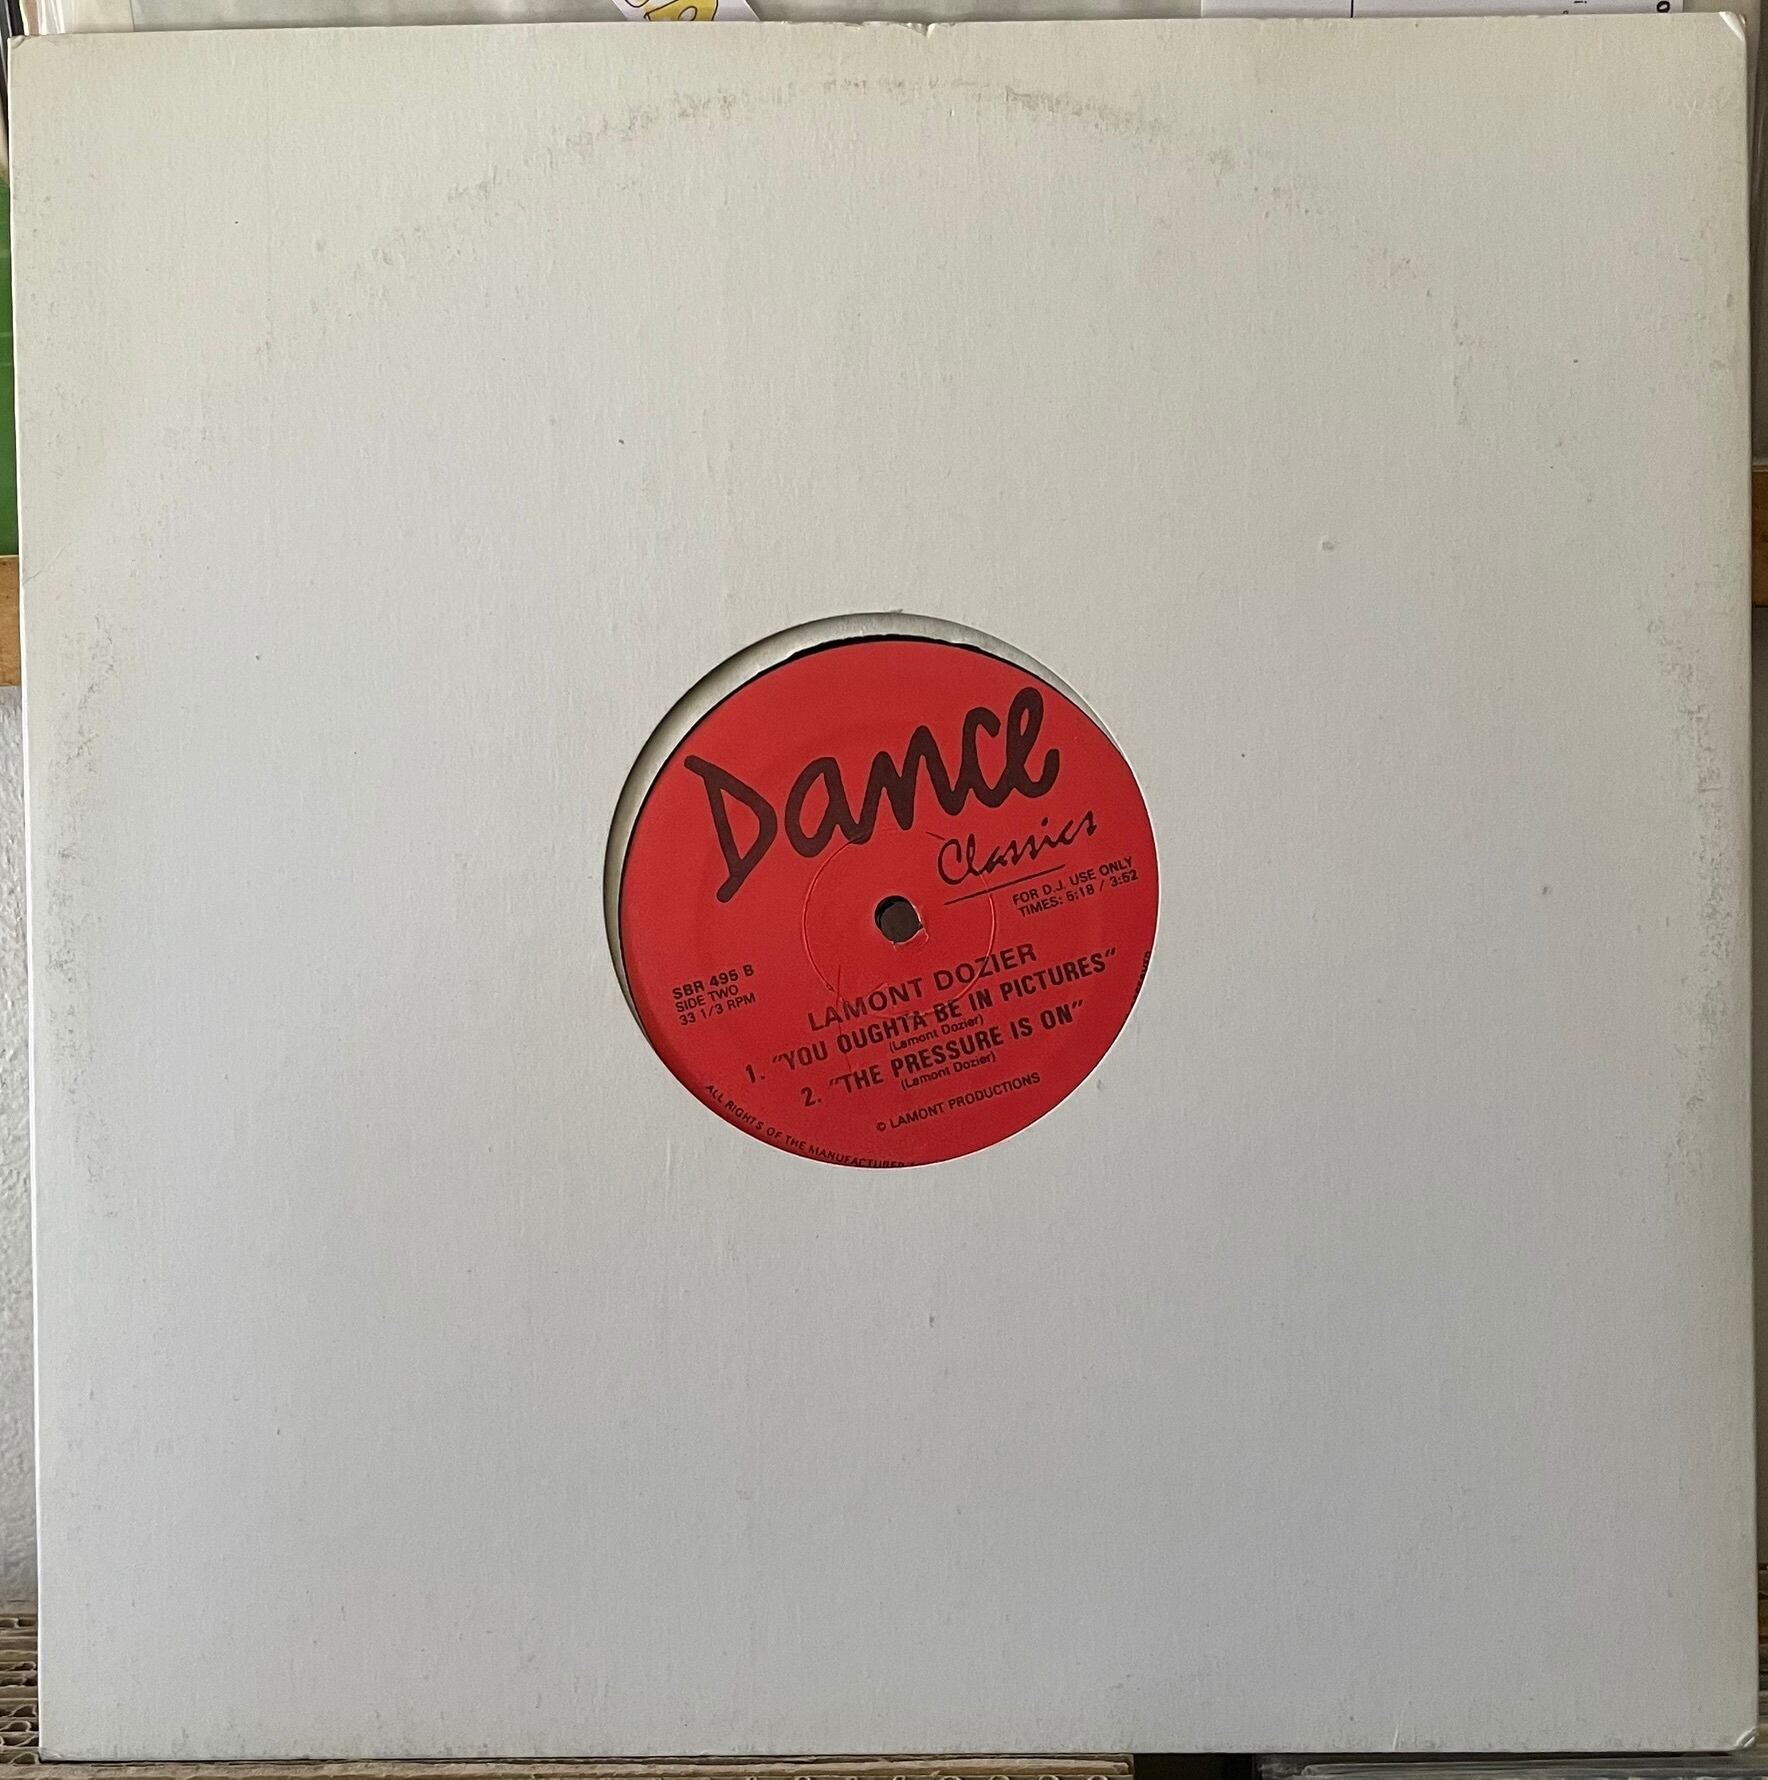 Dance
Classics
FOR D.J. USE ONLY
TIMES: 5:18 / 3:52
SBR 495 B
SIDE TWO
33 1/3 RPM
LAMONT DOZIER
1. "YOU OUGHTA BE IN PICTURES"
(Lamont Dozier)
2. "THE PRESSURE IS ON"
(Lamont Dozier)
© LAMONT PRODUCTIONS
ALL RIGHTS OF THE MANUFACTURER